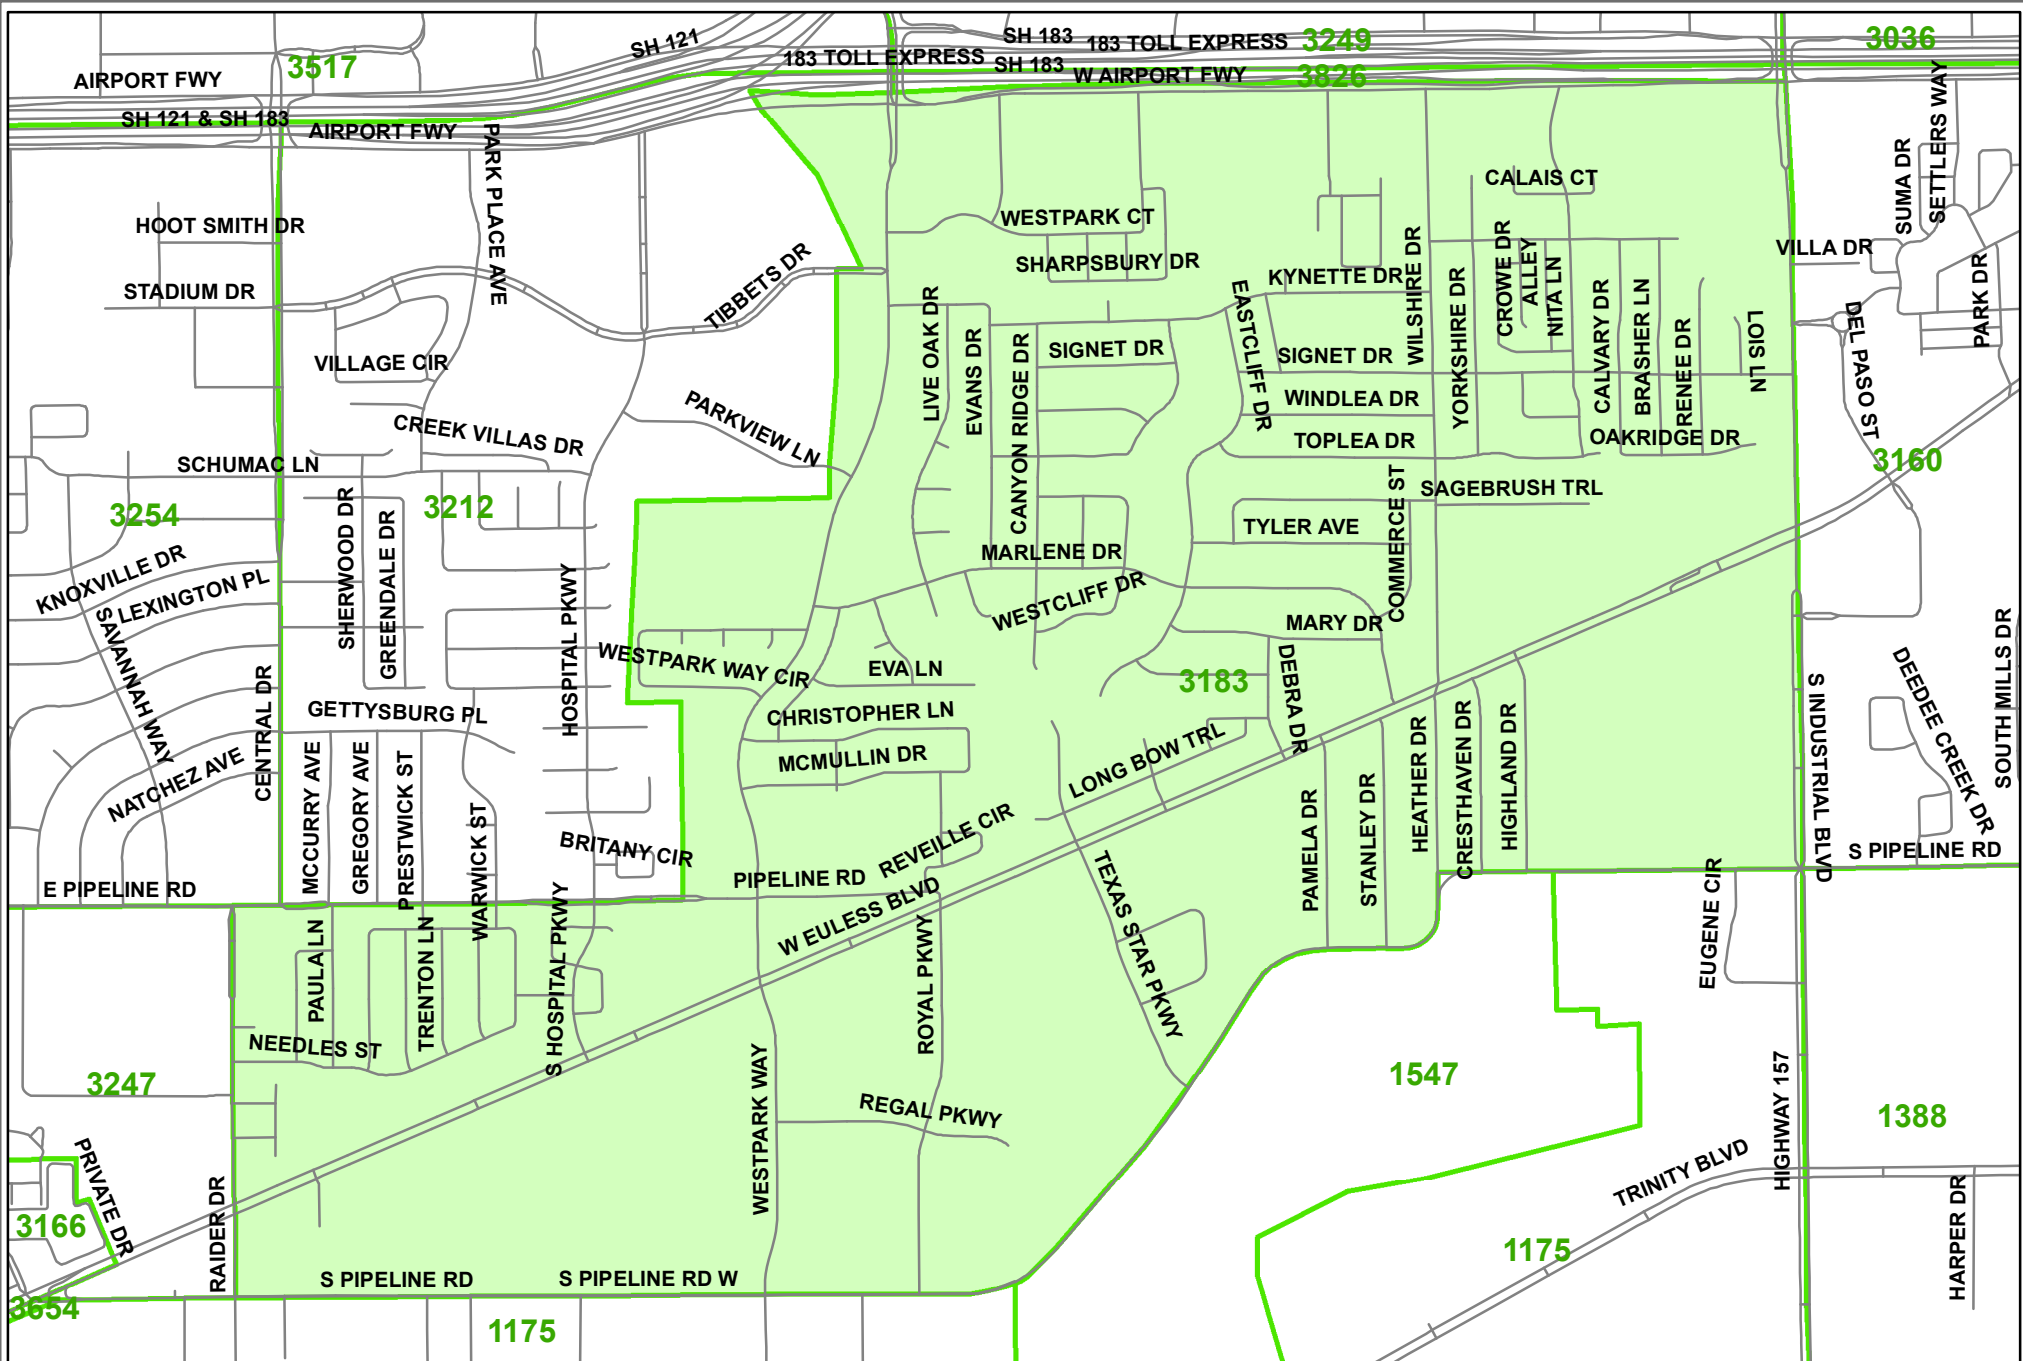 SH 121
SH 183
183 TOLL EXPRESS
3249
3036
183 TOLL EXPRESS
SH 183
W AIRPORT FWY
3826
3517
AIRPORT FWY
SH 121 & SH 183
AIRPORT FWY
PARK PLACE AVE
SETTLERS WAY
SUMA DR
CALAIS CT
HOOT SMITH DR
WESTPARK CT
VILLA DR
SHARPSBURY DR
KYNETTE DR
WILSHIRE DR
YORKSHIRE DR
CROWE DR
ALLEY
NITA LN
STADIUM DR
TIBBETS DR
LIVE OAK DR
EVANS DR
CANYON RIDGE DR
EASTCLIFF DR
CALVARY DR
BRASHER LN
RENEE DR
LOIS LN
DEL PASO ST
PARK DR
VILLAGE CIR
SIGNET DR
SIGNET DR
WINDLEA DR
PARKVIEW LN
CREEK VILLAS DR
TOPLEA DR
OAKRIDGE DR
3160
SCHUMAC LN
3254
3212
SHERWOOD DR
GREENDALE DR
COMMERCE ST
SAGEBRUSH TRL
TYLER AVE
MARLENE DR
KNOXVILLE DR
LEXINGTON PL
SAVANNAH WAY
HOSPITAL PKWY
WESTCLIFF DR
MARY DR
WESTPARK WAY CIR
EVA LN
3183
DEBRA DR
CENTRAL DR
GETTYSBURG PL
CHRISTOPHER LN
MCMULLIN DR
LONG BOW TRL
HEATHER DR
CRESTHAVEN DR
HIGHLAND DR
S INDUSTRIAL BLVD
DEEDEE CREEK DR
SOUTH MILLS DR
NATCHEZ AVE
MCCURRY AVE
GREGORY AVE
PRESTWICK ST
WARWICK ST
BRITANY CIR
REVEILLE CIR
PAMELA DR
STANLEY DR
S PIPELINE RD
E PIPELINE RD
PIPELINE RD
W EULESS BLVD
TEXAS STAR PKWY
EUGENE CIR
PAULA LN
TRENTON LN
S HOSPITAL PKWY
ROYAL PKWY
NEEDLES ST
3247
1547
WESTPARK WAY
REGAL PKWY
HIGHWAY 157
1388
PRIVATE DR
3166
RAIDER DR
TRINITY BLVD
1175
HARPER DR
S PIPELINE RD
S PIPELINE RD W
3654
1175